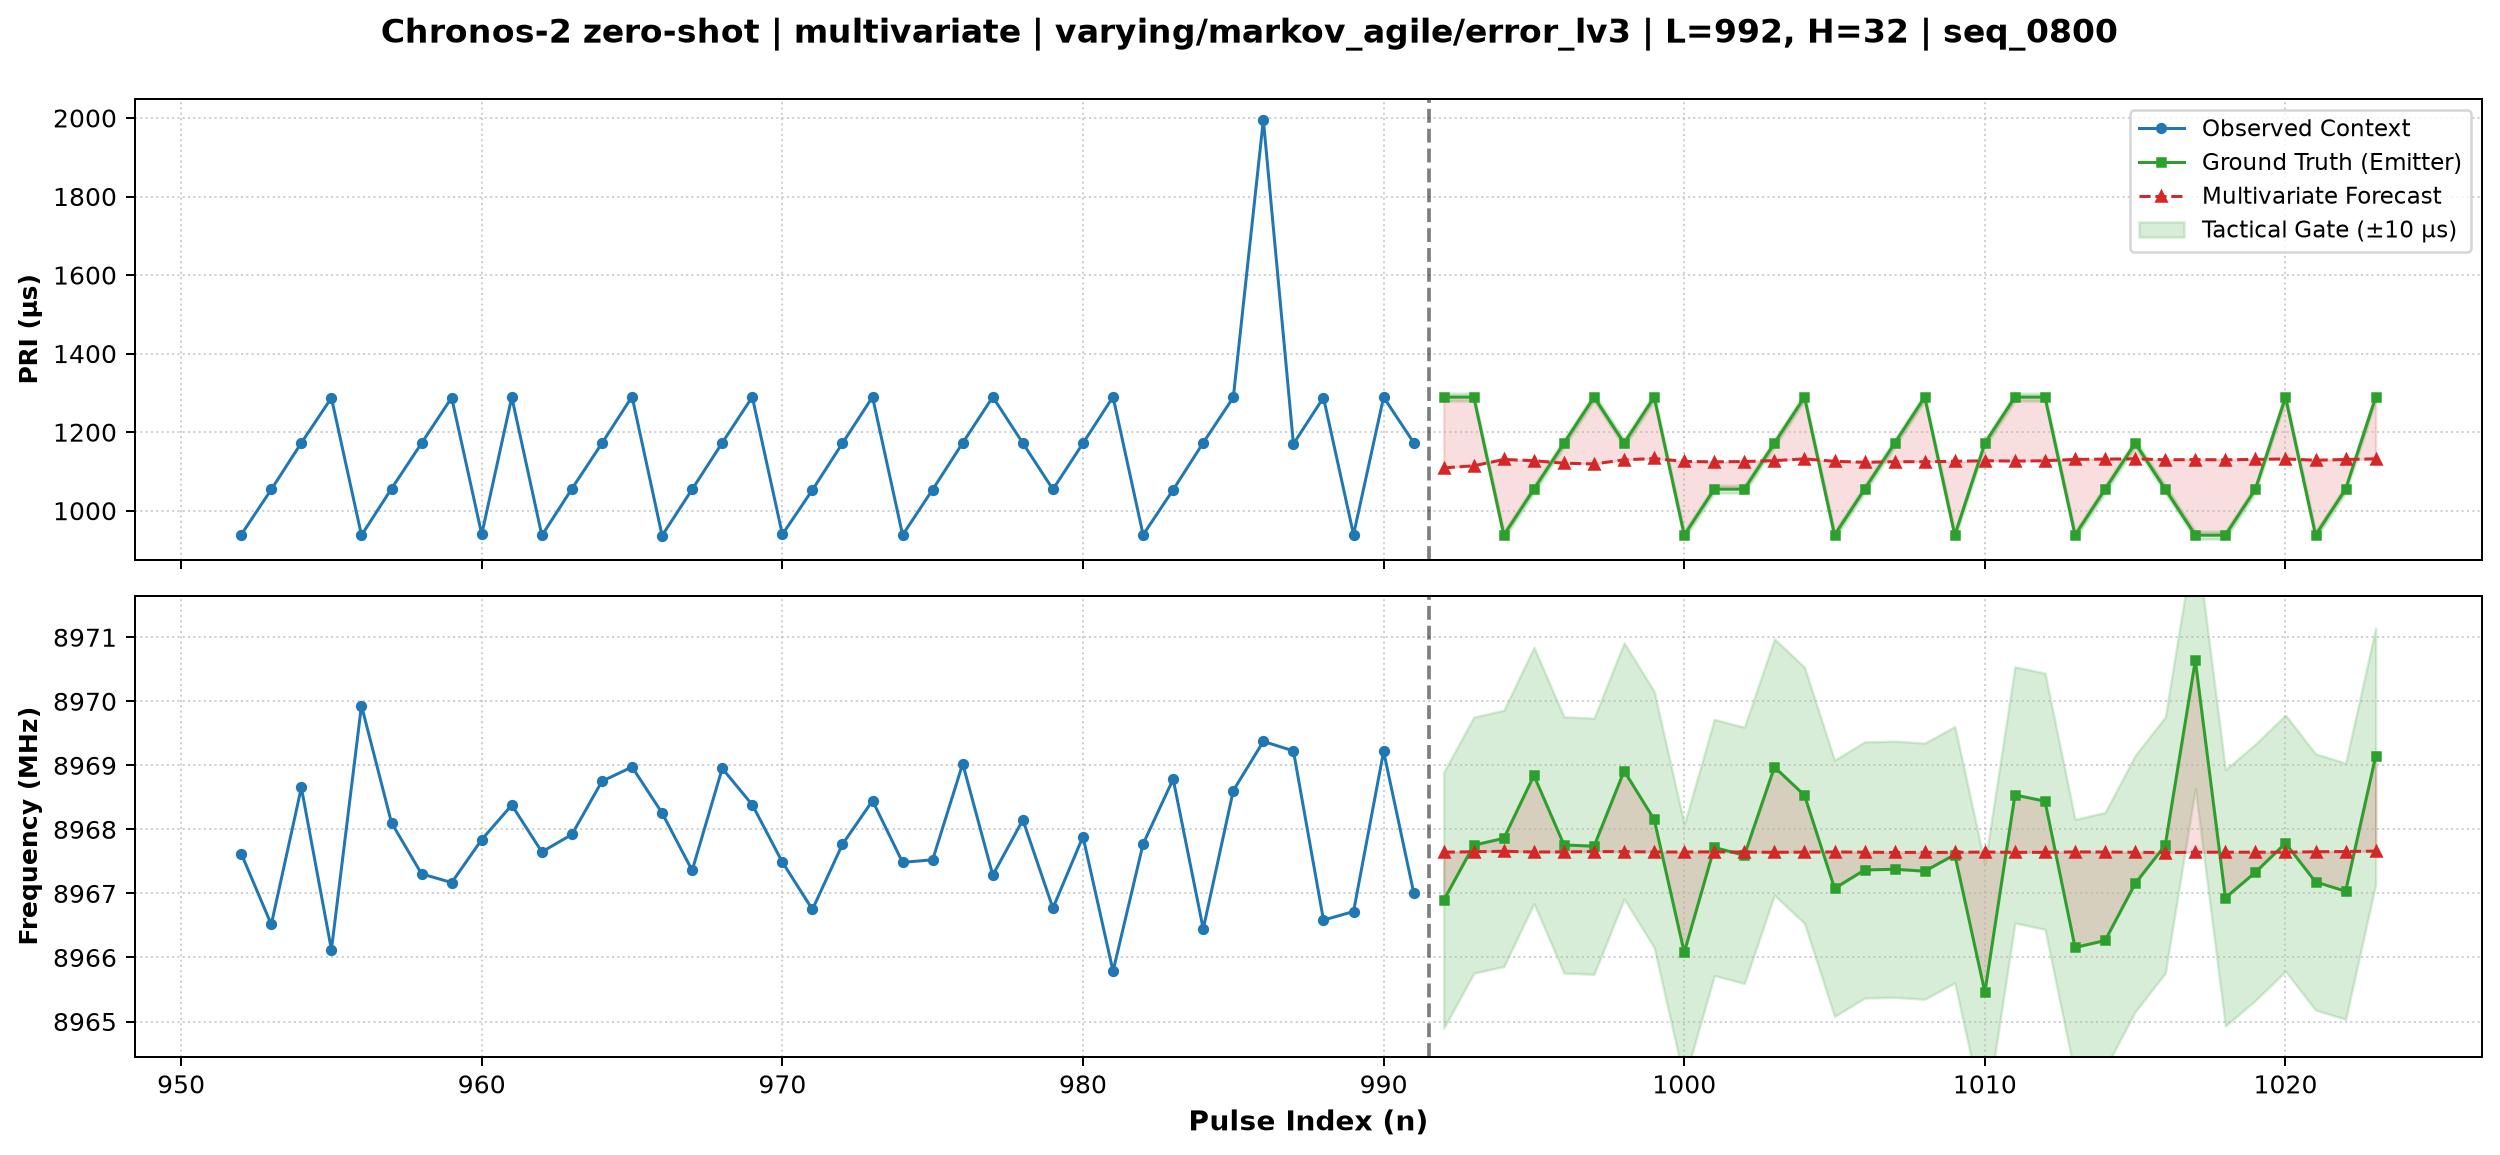 Chronos-2 zero-shot | multivariate | varying/markov_agile/error_lv3 | L=992, H=32 | seq_0800
PRI (µs)
2000
1800
1600
1400
1200
1000
Observed Context
Ground Truth (Emitter)
Multivariate Forecast
Tactical Gate (±10 µs)
Frequency (MHz)
8971
8970
8969
8968
8967
8966
8965
950 960 970 980 990 1000 1010 1020
Pulse Index (n)